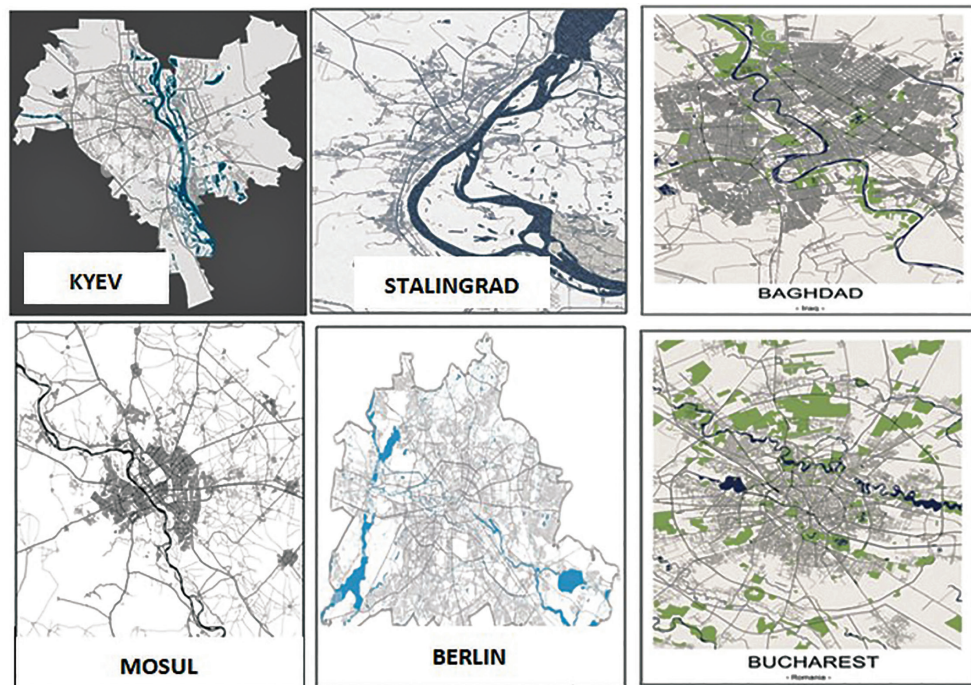 KYEV
STALINGRAD
BAGHDAD
- Iraq -
MOSUL
BERLIN
BUCHAREST
- Romania -